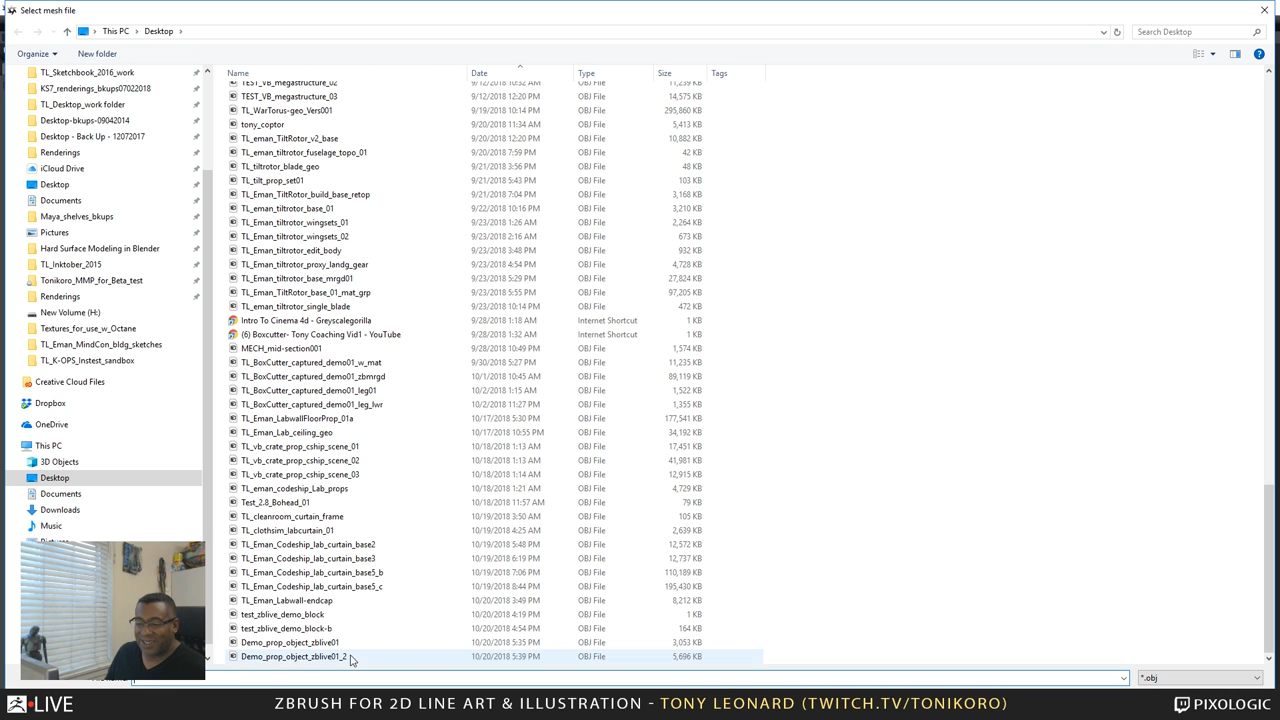 Select mesh file
This PC > Desktop >
Search Desktop
Organize
New folder
TL_Sketchbook_2016_work
KS7_renderings_bkups07022018
TL_Desktop_work folder
Desktop-bkups-09042014
Desktop - Back Up - 12072017
Renderings
iCloud Drive
Desktop
Documents
Maya_shelves_bkups
Pictures
Hard Surface Modeling in Blender
TL_Inktober_2015
Tonikoro_MMP_for_Beta_test
Renderings
New Volume (H:)
Textures_for_use_w_Octane
TL_Eman_MindCon_bldg_sketches
TL_K-OPS_Instest_sandbox
Creative Cloud Files
Dropbox
OneDrive
This PC
3D Objects
Desktop
Documents
Downloads
Music
Name Date Type Size Tags
TEST_VB_megastructure_02 9/12/2018 10:32 AM OBJ File 11,239 KB
TEST_VB_megastructure_03 9/12/2018 12:20 PM OBJ File 14,575 KB
TL_WarTorus-geo_Vers001 9/19/2018 10:14 PM OBJ File 295,860 KB
tony_coptor 9/20/2018 11:34 AM OBJ File 5,413 KB
TL_eman_TiltRotor_v2_base 9/20/2018 12:20 PM OBJ File 10,882 KB
TL_eman_tiltrotor_fuselage_topo_01 9/20/2018 7:59 PM OBJ File 42 KB
TL_tiltrotor_blade_geo 9/21/2018 3:56 PM OBJ File 48 KB
TL_tilt_prop_set01 9/21/2018 5:43 PM OBJ File 103 KB
TL_Eman_TiltRotor_build_base_retop 9/21/2018 7:04 PM OBJ File 3,168 KB
TL_Eman_tiltrotor_base_01 9/22/2018 10:16 PM OBJ File 3,210 KB
TL_Eman_tiltrotor_wingsets_01 9/23/2018 1:26 AM OBJ File 2,264 KB
TL_Eman_tiltrotor_wingsets_02 9/23/2018 2:16 AM OBJ File 673 KB
TL_Eman_tiltrotor_edit_body 9/23/2018 3:48 PM OBJ File 932 KB
TL_Eman_tiltrotor_proxy_landg_gear 9/23/2018 4:54 PM OBJ File 4,728 KB
TL_Eman_tiltrotor_base_mrgd01 9/23/2018 5:29 PM OBJ File 27,824 KB
TL_Eman_TiltRotor_base_01_mat_grp 9/23/2018 5:55 PM OBJ File 97,205 KB
TL_eman_tiltrotor_single_blade 9/23/2018 10:14 PM OBJ File 472 KB
Intro To Cinema 4d - Greyscalegorilla 9/28/2018 1:18 AM Internet Shortcut 1 KB
(6) Boxcutter- Tony Coaching Vid1 - YouTube 9/28/2018 1:32 AM Internet Shortcut 1 KB
MECH_mid-section001 9/28/2018 10:49 PM OBJ File 1,574 KB
TL_BoxCutter_captured_demo01_w_mat 9/30/2018 5:27 PM OBJ File 11,235 KB
TL_BoxCutter_captured_demo01_zbmrgd 10/1/2018 10:45 AM OBJ File 89,119 KB
TL_BoxCutter_captured_demo01_leg01 10/2/2018 1:15 AM OBJ File 1,522 KB
TL_BoxCutter_captured_demo01_leg_lwr 10/2/2018 11:27 PM OBJ File 1,355 KB
TL_Eman_LabwallFloorProp_01a 10/17/2018 5:30 PM OBJ File 177,541 KB
TL_Eman_Lab_ceiling_geo 10/17/2018 10:55 PM OBJ File 34,192 KB
TL_vb_crate_prop_cship_scene_01 10/18/2018 1:13 AM OBJ File 17,451 KB
TL_vb_crate_prop_cship_scene_02 10/18/2018 1:13 AM OBJ File 41,981 KB
TL_vb_crate_prop_cship_scene_03 10/18/2018 1:14 AM OBJ File 12,915 KB
TL_eman_codeship_Lab_props 10/18/2018 1:21 AM OBJ File 4,729 KB
Test_2.8_Bohead_01 10/18/2018 11:57 AM OBJ File 79 KB
TL_cleanroom_curtain_frame 10/19/2018 3:50 AM OBJ File 105 KB
TL_clothsim_labcurtain_01 10/19/2018 4:25 AM OBJ File 2,639 KB
TL_Eman_Codeship_lab_curtain_base2 10/19/2018 5:48 PM OBJ File 12,572 KB
TL_Eman_Codeship_lab_curtain_base3 10/19/2018 6:19 PM OBJ File 12,737 KB
TL_Eman_Codeship_lab_curtain_base5_b 10/19/2018 7:06 PM OBJ File 110,189 KB
TL_Eman_Codeship_lab_curtain_base5_c 10/19/2018 8:44 PM OBJ File 195,430 KB
TL_Eman_Labwall-endcap 10/20/2018 3:49 PM OBJ File 8,212 KB
test_zblive_demo_block 10/20/2018 4:19 PM OBJ File 1 KB
test_zblive_demo_block-b 10/20/2018 4:54 PM OBJ File 164 KB
Demo_prop_object_zblive01 10/20/2018 5:35 PM OBJ File 3,053 KB
Demo_prop_object_zblive01_2 10/20/2018 5:39 PM OBJ File 5,696 KB
*.obj
LIVE
ZBRUSH FOR 2D LINE ART & ILLUSTRATION - TONY LEONARD (TWITCH.TV/TONIKORO)
PIXOLOGIC